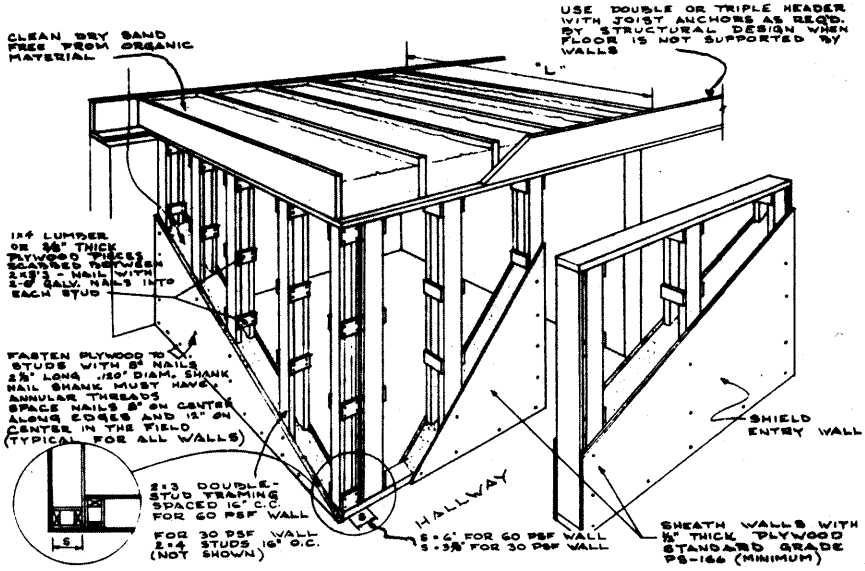 CLEAN DRY SAND
FREE FROM ORGANIC
MATERIAL
USE DOUBLE OR TRIPLE HEADER
WITH JOIST ANCHORS AS REQ'D.
BY STRUCTURAL DESIGN WHEN
FLOOR IS NOT SUPPORTED BY
WALLS
"L"
1x4 LUMBER
OR 3/8" THICK
PLYWOOD PIECES
SCABBED BETWEEN
2x3'S - NAIL WITH
GALV. NAILS INTO
EACH STUD
FASTEN PLYWOOD TO
STUDS WITH 8d NAILS
2½" LONG .120" DIAM. SHANK
NAIL SHANK MUST HAVE
ANNULAR THREADS
SPACE NAILS 8" ON CENTER
ALONG EDGES AND 12" ON
CENTER IN THE FIELD
(TYPICAL FOR ALL WALLS)
S
2x3 DOUBLE-
STUD FRAMING
SPACED 16" C.C.
FOR 60 PSF WALL
FOR 30 PSF WALL
2x4 STUDS 16" O.C.
(NOT SHOWN)
S
HALLWAY
S = 6" FOR 60 PSF WALL
S = 3⅝" FOR 30 PSF WALL
SHIELD
ENTRY WALL
SHEATH WALLS WITH
½" THICK PLYWOOD
STANDARD GRADE
PS-166 (MINIMUM)